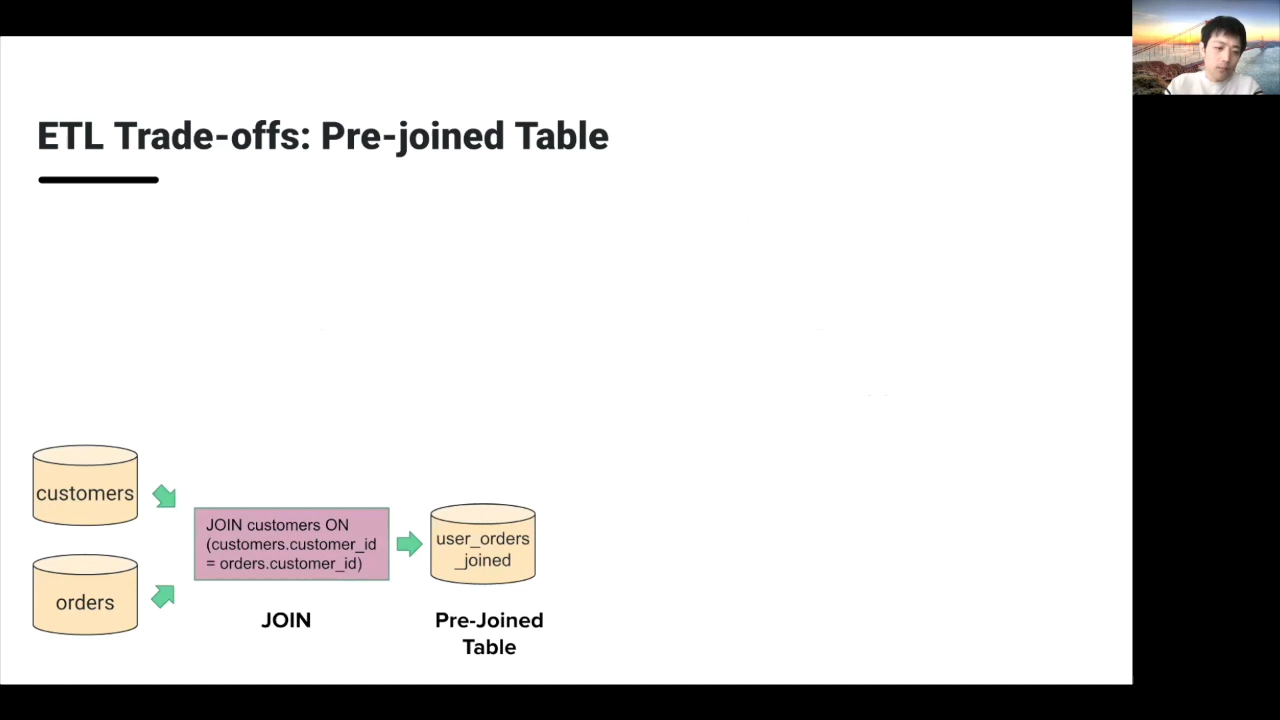 ETL Trade-offs: Pre-joined Table
customers
orders
JOIN customers ON
(customers.customer_id
= orders.customer_id)
JOIN
user_orders
_joined
Pre-Joined
Table